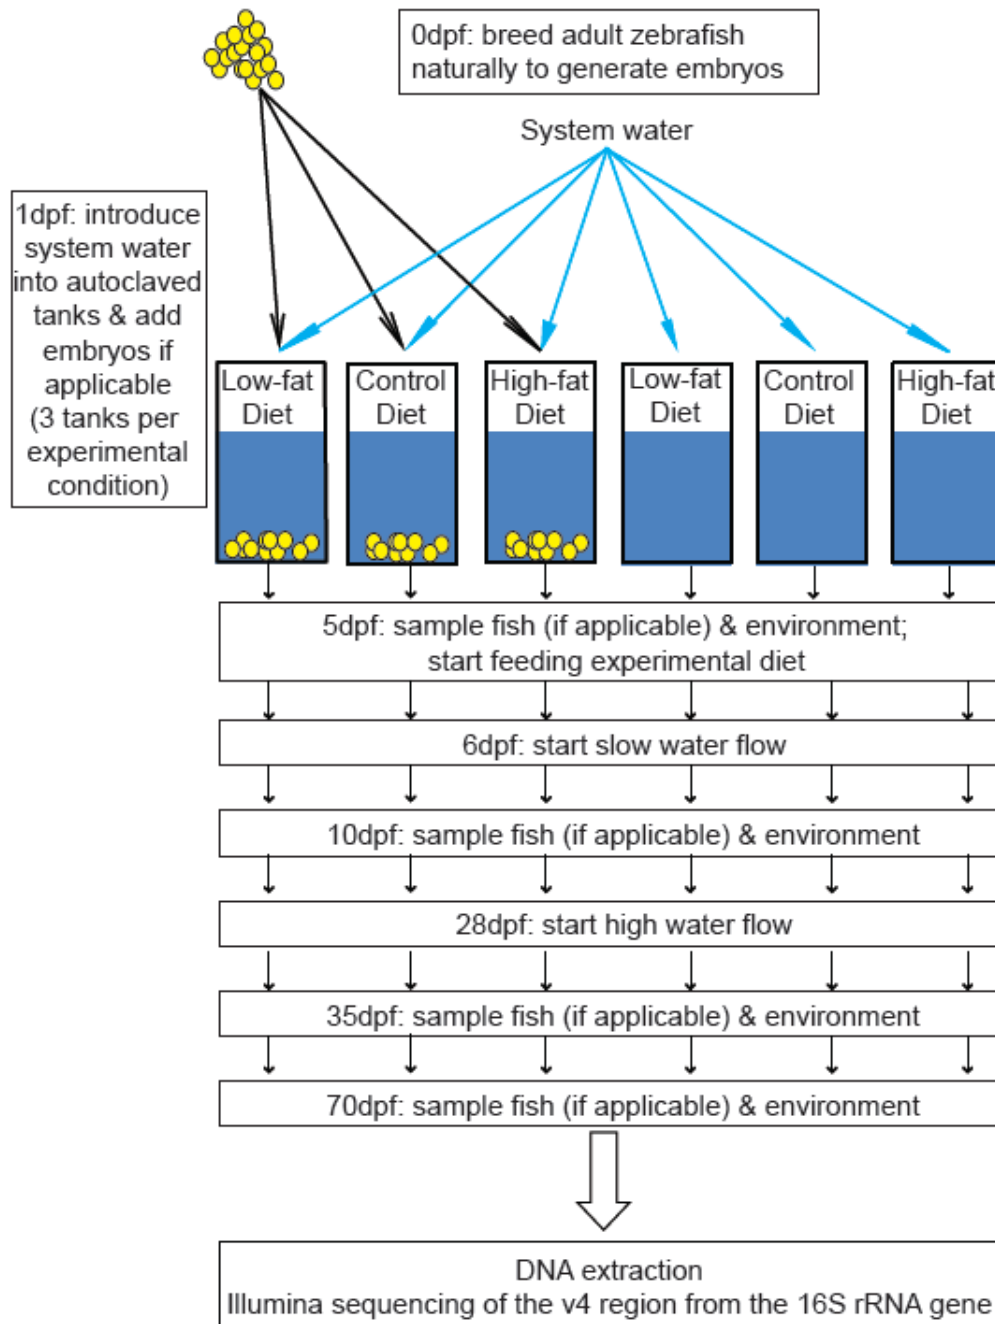 0dpf: breed adult zebrafish
naturally to generate embryos
System water
1dpf: introduce
system water
into autoclaved
tanks & add
embryos if
applicable
(3 tanks per
experimental
condition)
Low-fat
Diet
Control
Diet
High-fat
Diet
Low-fat
Diet
Control
Diet
High-fat
Diet
5dpf: sample fish (if applicable) & environment;
start feeding experimental diet
6dpf: start slow water flow
10dpf: sample fish (if applicable) & environment
28dpf: start high water flow
35dpf: sample fish (if applicable) & environment
70dpf: sample fish (if applicable) & environment
DNA extraction
Illumina sequencing of the v4 region from the 16S rRNA gene